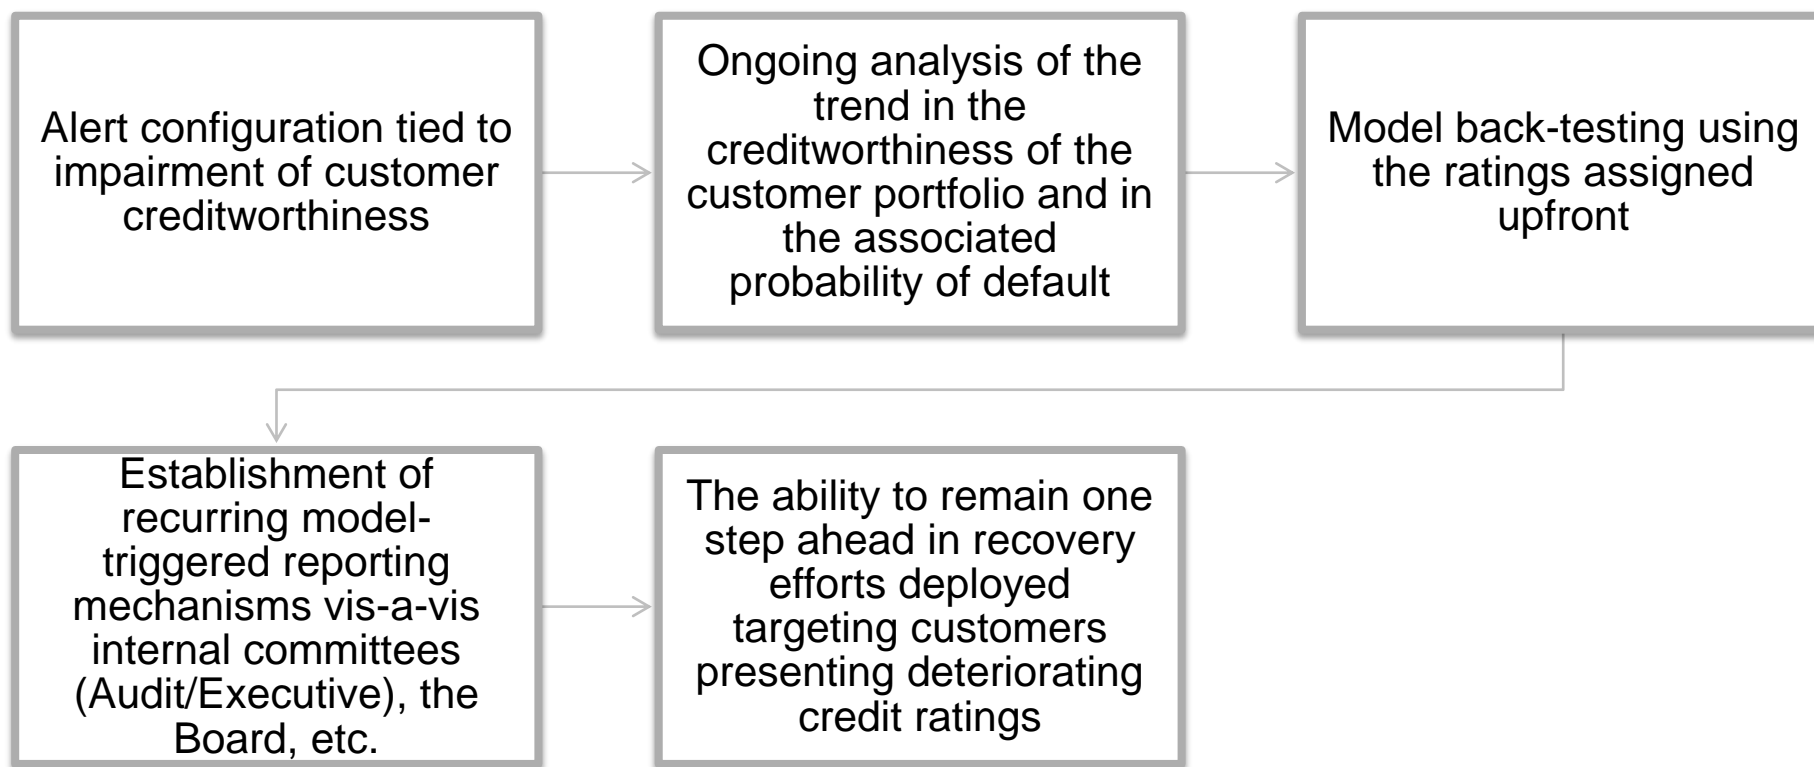 Alert configuration tied to
impairment of customer
creditworthiness
Ongoing analysis of the
trend in the
creditworthiness of the
customer portfolio and in
the associated
probability of default
Model back-testing using
the ratings assigned
upfront
Establishment of
recurring model-
triggered reporting
mechanisms vis-a-vis
internal committees
(Audit/Executive), the
Board, etc.
The ability to remain one
step ahead in recovery
efforts deployed
targeting customers
presenting deteriorating
credit ratings